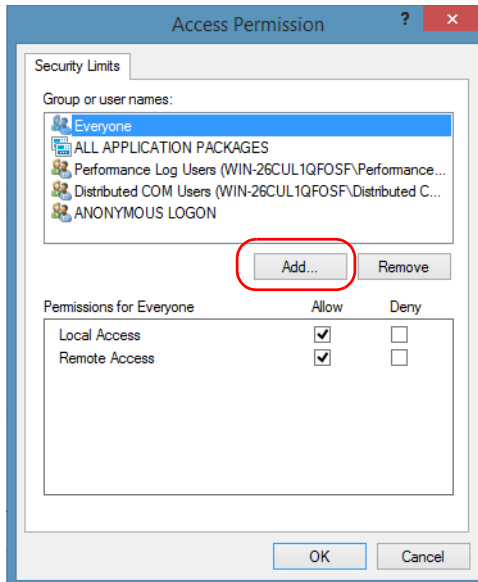 Access Permission
?
Security Limits
Group or user names:
Everyone
ALL APPLICATION PACKAGES
Performance Log Users (WIN-26CUL1QFOSF\Performance...
Distributed COM Users (WIN-26CUL1QFOSF\Distributed C...
ANONYMOUS LOGON
Add... Remove
Permissions for Everyone Allow Deny
Local Access
Remote Access
OK Cancel